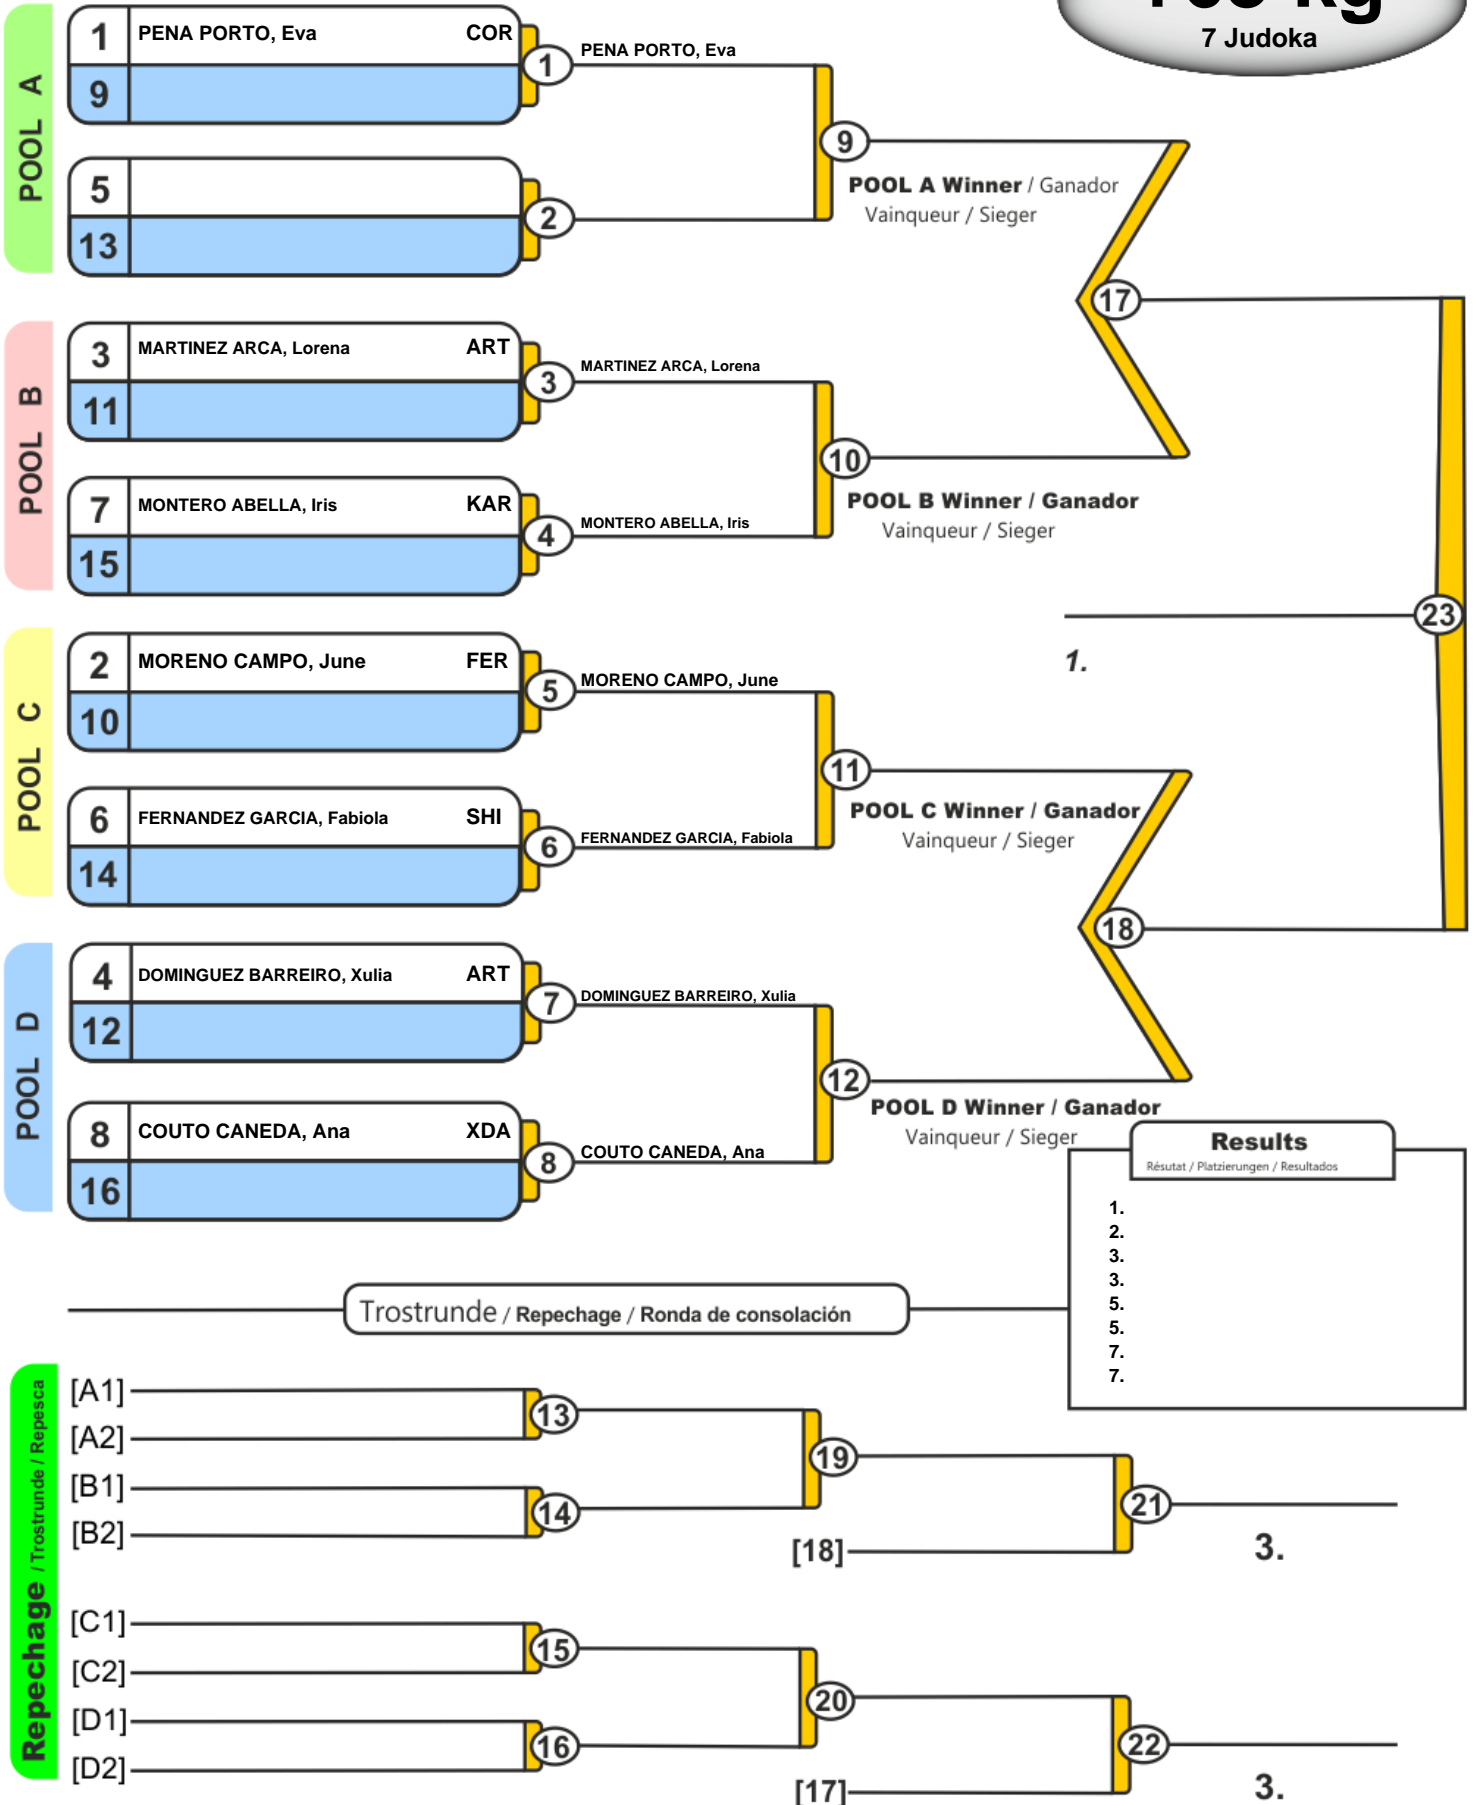 7 Judoka
POOL A
1 PENA PORTO, Eva COR
9
1 PENA PORTO, Eva
5
13
2
9
POOL A Winner / Ganador
Vainqueur / Sieger
POOL B
3 MARTINEZ ARCA, Lorena ART
11
3 MARTINEZ ARCA, Lorena
7 MONTERO ABELLA, Iris KAR
15
4 MONTERO ABELLA, Iris
10
POOL B Winner / Ganador
Vainqueur / Sieger
17
23
1.
POOL C
2 MORENO CAMPO, June FER
10
5 MORENO CAMPO, June
6 FERNANDEZ GARCIA, Fabiola SHI
14
6 FERNANDEZ GARCIA, Fabiola
11
POOL C Winner / Ganador
Vainqueur / Sieger
18
POOL D
4 DOMINGUEZ BARREIRO, Xulia ART
12
7 DOMINGUEZ BARREIRO, Xulia
8 COUTO CANEDA, Ana XDA
16
8 COUTO CANEDA, Ana
12
POOL D Winner / Ganador
Vainqueur / Sieger
Results
Résutat / Platzierungen / Resultados
1.
2.
3.
3.
5.
5.
7.
7.
Trostrunde / Repechage / Ronda de consolación
Repechage / Trostrunde / Repesca
[A1]
[A2]
13
[B1]
[B2]
14
19
[18]
21
3.
[C1]
[C2]
15
[D1]
[D2]
16
20
[17]
22
3.